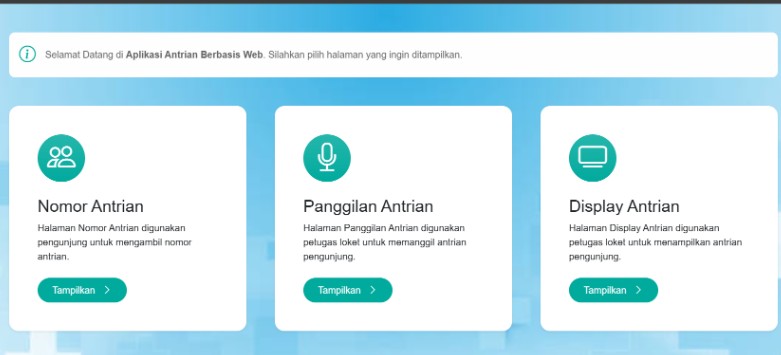 Selamat Datang di Aplikasi Antrian Berbasis Web. Silahkan pilih halaman yang ingin ditampilkan.
Nomor Antrian
Halaman Nomor Antrian digunakan
pengunjung untuk mengambil nomor
antrian.
Tampilkan
Panggilan Antrian
Halaman Panggilan Antrian digunakan
petugas loket untuk memanggil antrian
pengunjung.
Tampilkan
Display Antrian
Halaman Display Antrian digunakan
petugas loket untuk menampilkan antrian
pengunjung.
Tampilkan